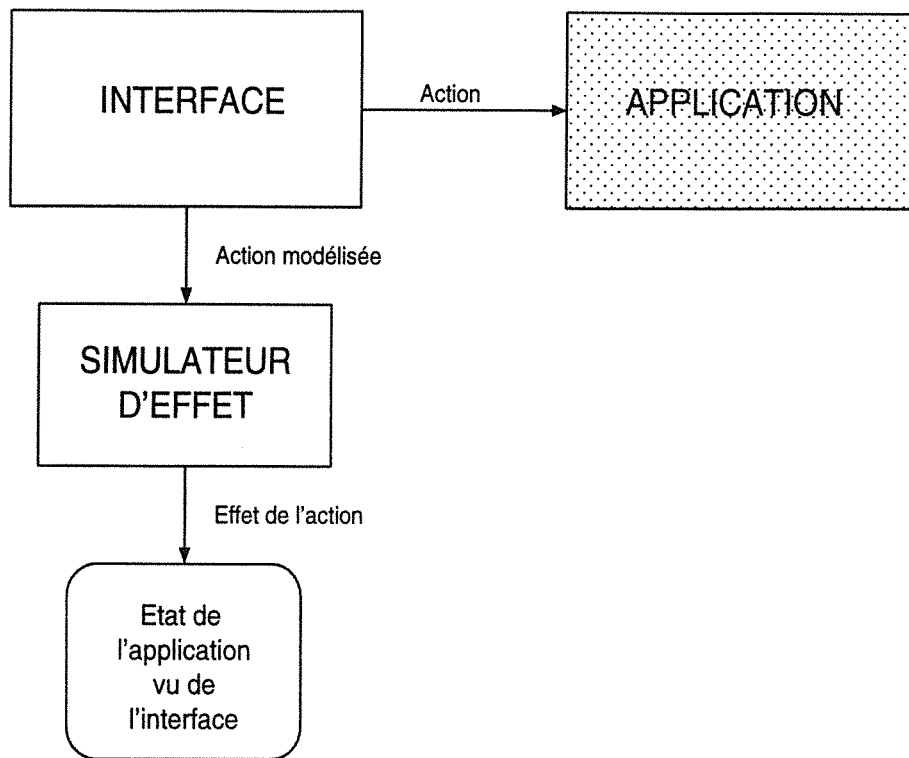 INTERFACE
Action
APPLICATION
Action modélisée
SIMULATEUR
D'EFFET
Effet de l'action
Etat de
l'application
vu de
l'interface